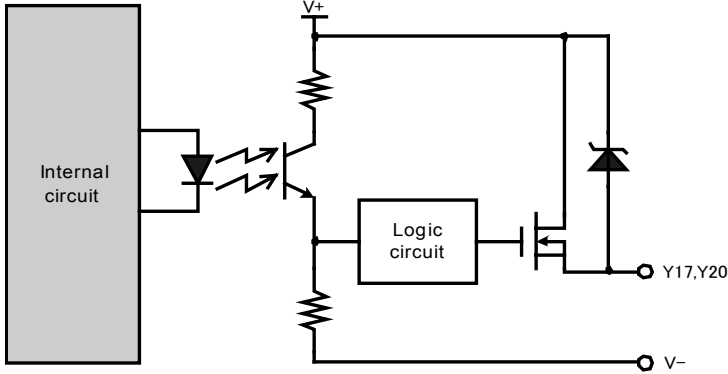 V+
Internal
circuit
Logic
circuit
Y17,Y20
V−